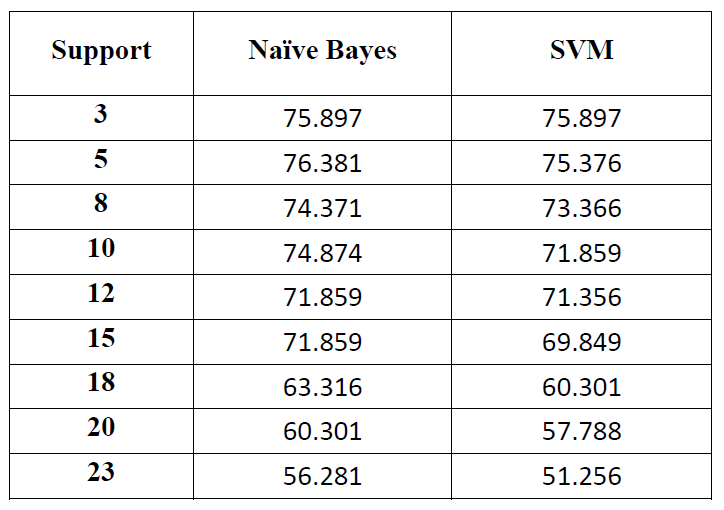 Support Naïve Bayes SVM
3 75.897 75.897
5 76.381 75.376
8 74.371 73.366
10 74.874 71.859
12 71.859 71.356
15 71.859 69.849
18 63.316 60.301
20 60.301 57.788
23 56.281 51.256